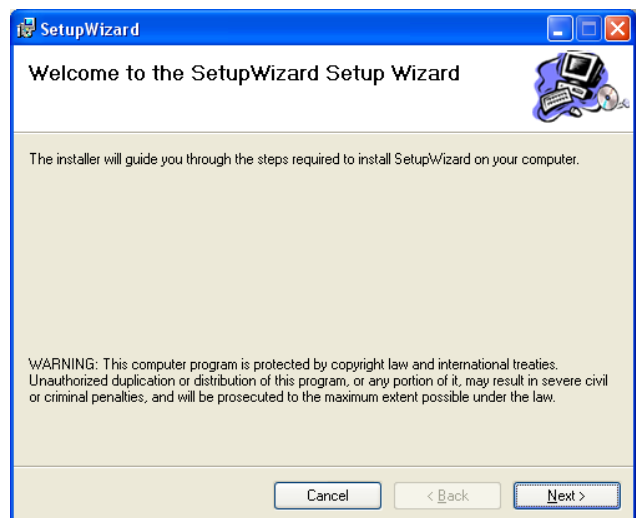 SetupWizard
Welcome to the SetupWizard Setup Wizard
The installer will guide you through the steps required to install SetupWizard on your computer.
WARNING: This computer program is protected by copyright law and international treaties.
Unauthorized duplication or distribution of this program, or any portion of it, may result in severe civil
or criminal penalties, and will be prosecuted to the maximum extent possible under the law.
Cancel < Back Next >